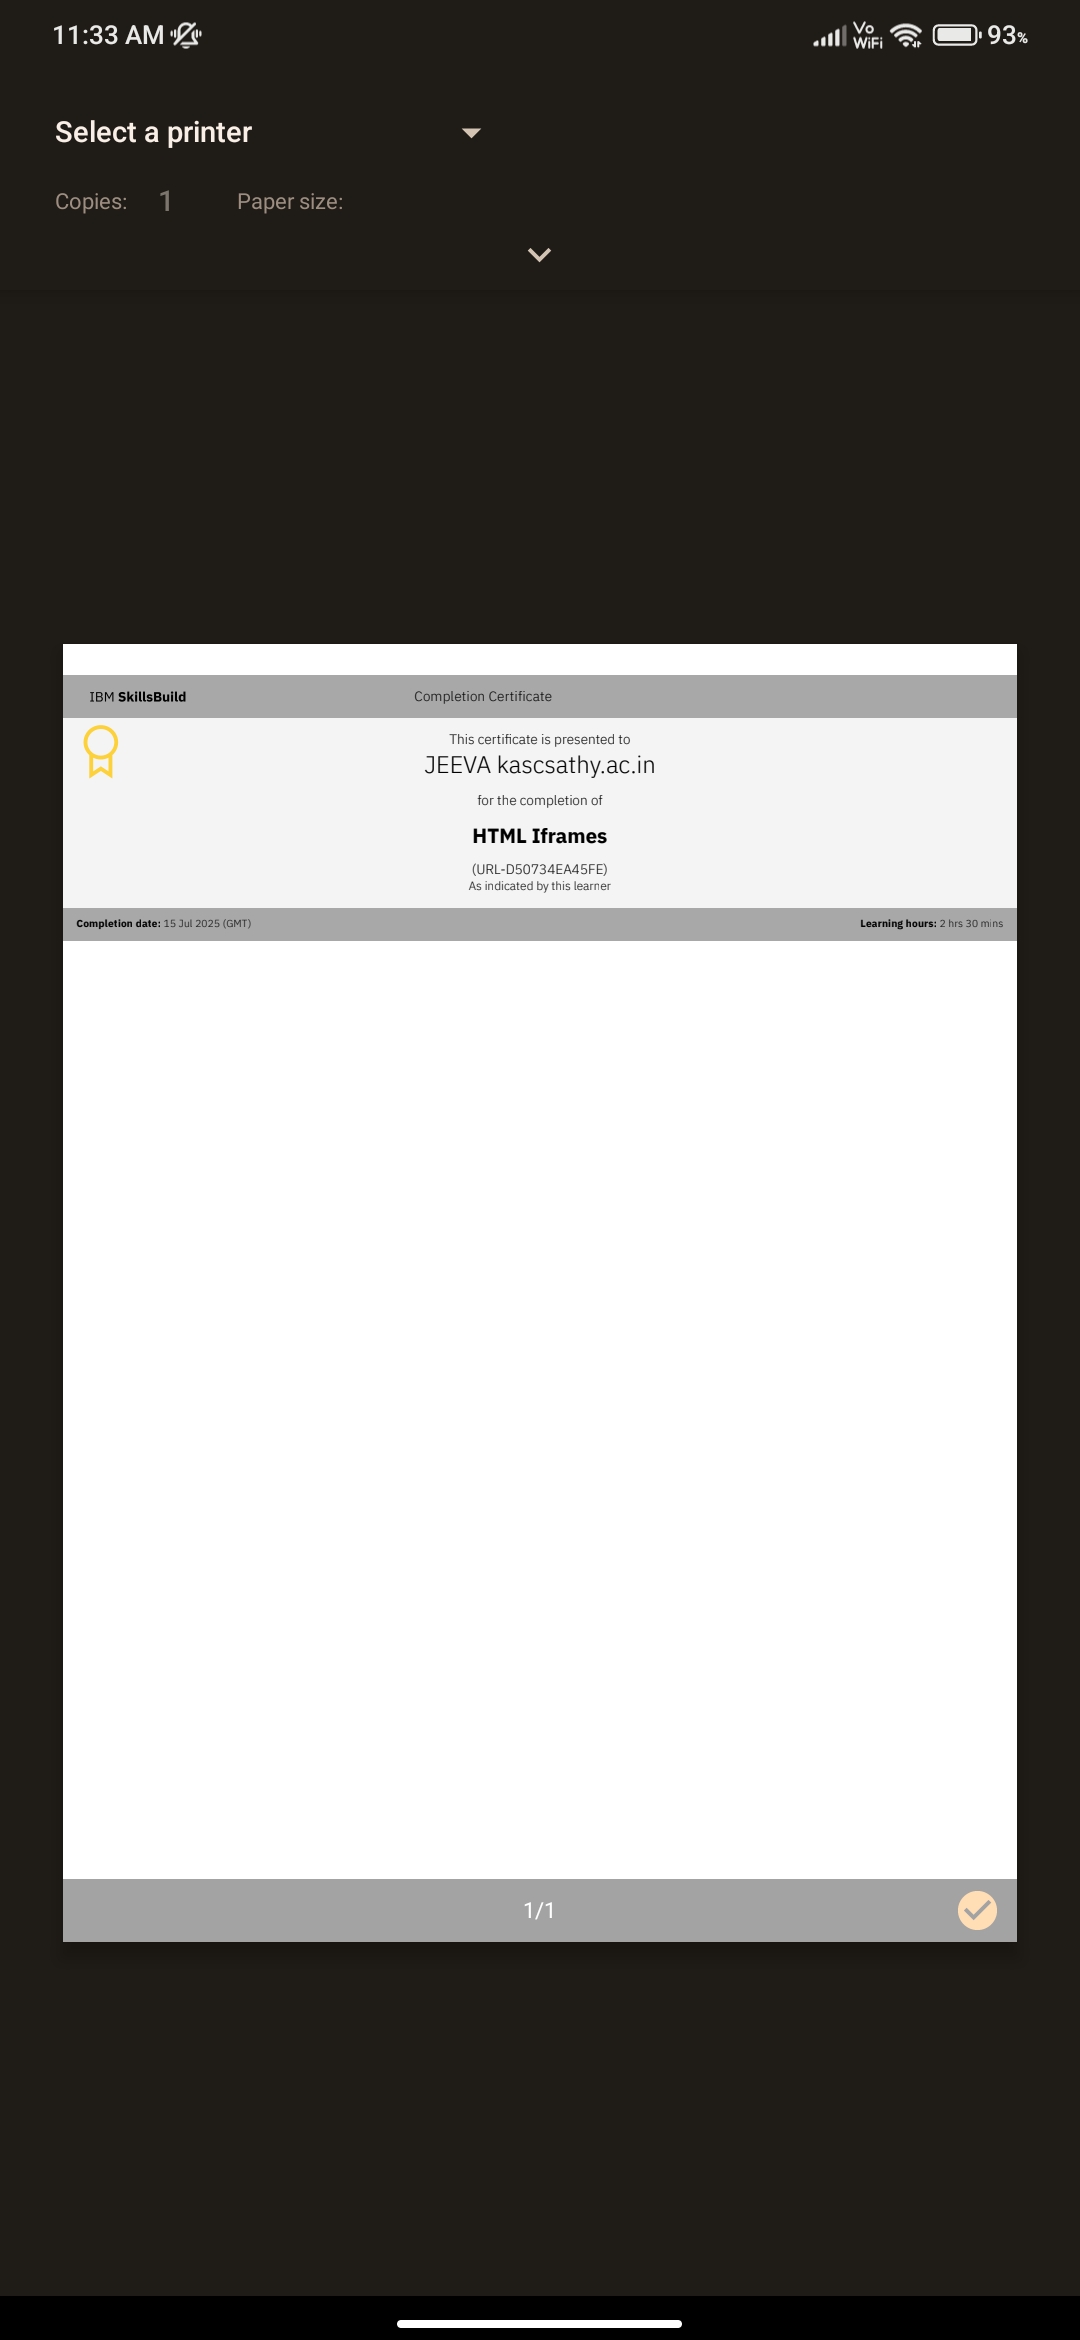 11:33 AM
Vo WiFi
93%
Select a printer
Copies: 1 Paper size:
IBM SkillsBuild Completion Certificate
This certificate is presented to
JEEVA kascsathy.ac.in
for the completion of
HTML Iframes
(URL-D50734EA45FE)
As indicated by this learner
Completion date: 15 Jul 2025 (GMT) Learning hours: 2 hrs 30 mins
1/1